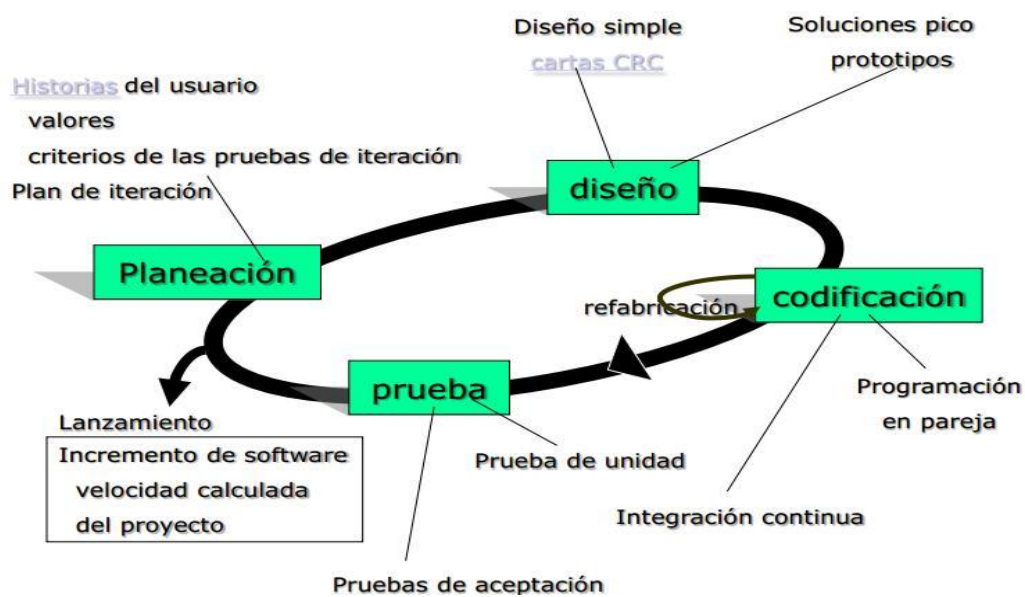 Diseño simple
cartas CRC
Soluciones pico
prototipos
Historias del usuario
valores
criterios de las pruebas de iteración
Plan de iteración
diseño
Planeación
codificación
refabricación
prueba
Programación
en pareja
Lanzamiento
Incremento de software
velocidad calculada
del proyecto
Prueba de unidad
Integración continua
Pruebas de aceptación